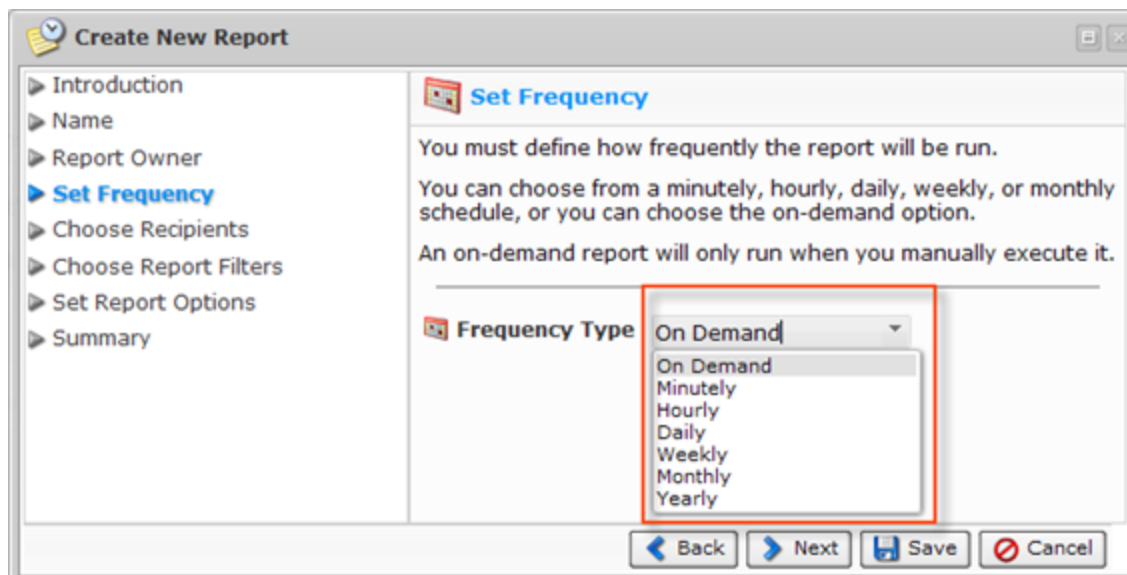 Create New Report
Introduction
Name
Report Owner
Set Frequency
Choose Recipients
Choose Report Filters
Set Report Options
Summary
Set Frequency
You must define how frequently the report will be run.
You can choose from a minutely, hourly, daily, weekly, or monthly
schedule, or you can choose the on-demand option.
An on-demand report will only run when you manually execute it.
Frequency Type On Demand
On Demand
Minutely
Hourly
Daily
Weekly
Monthly
Yearly
Back Next Save Cancel